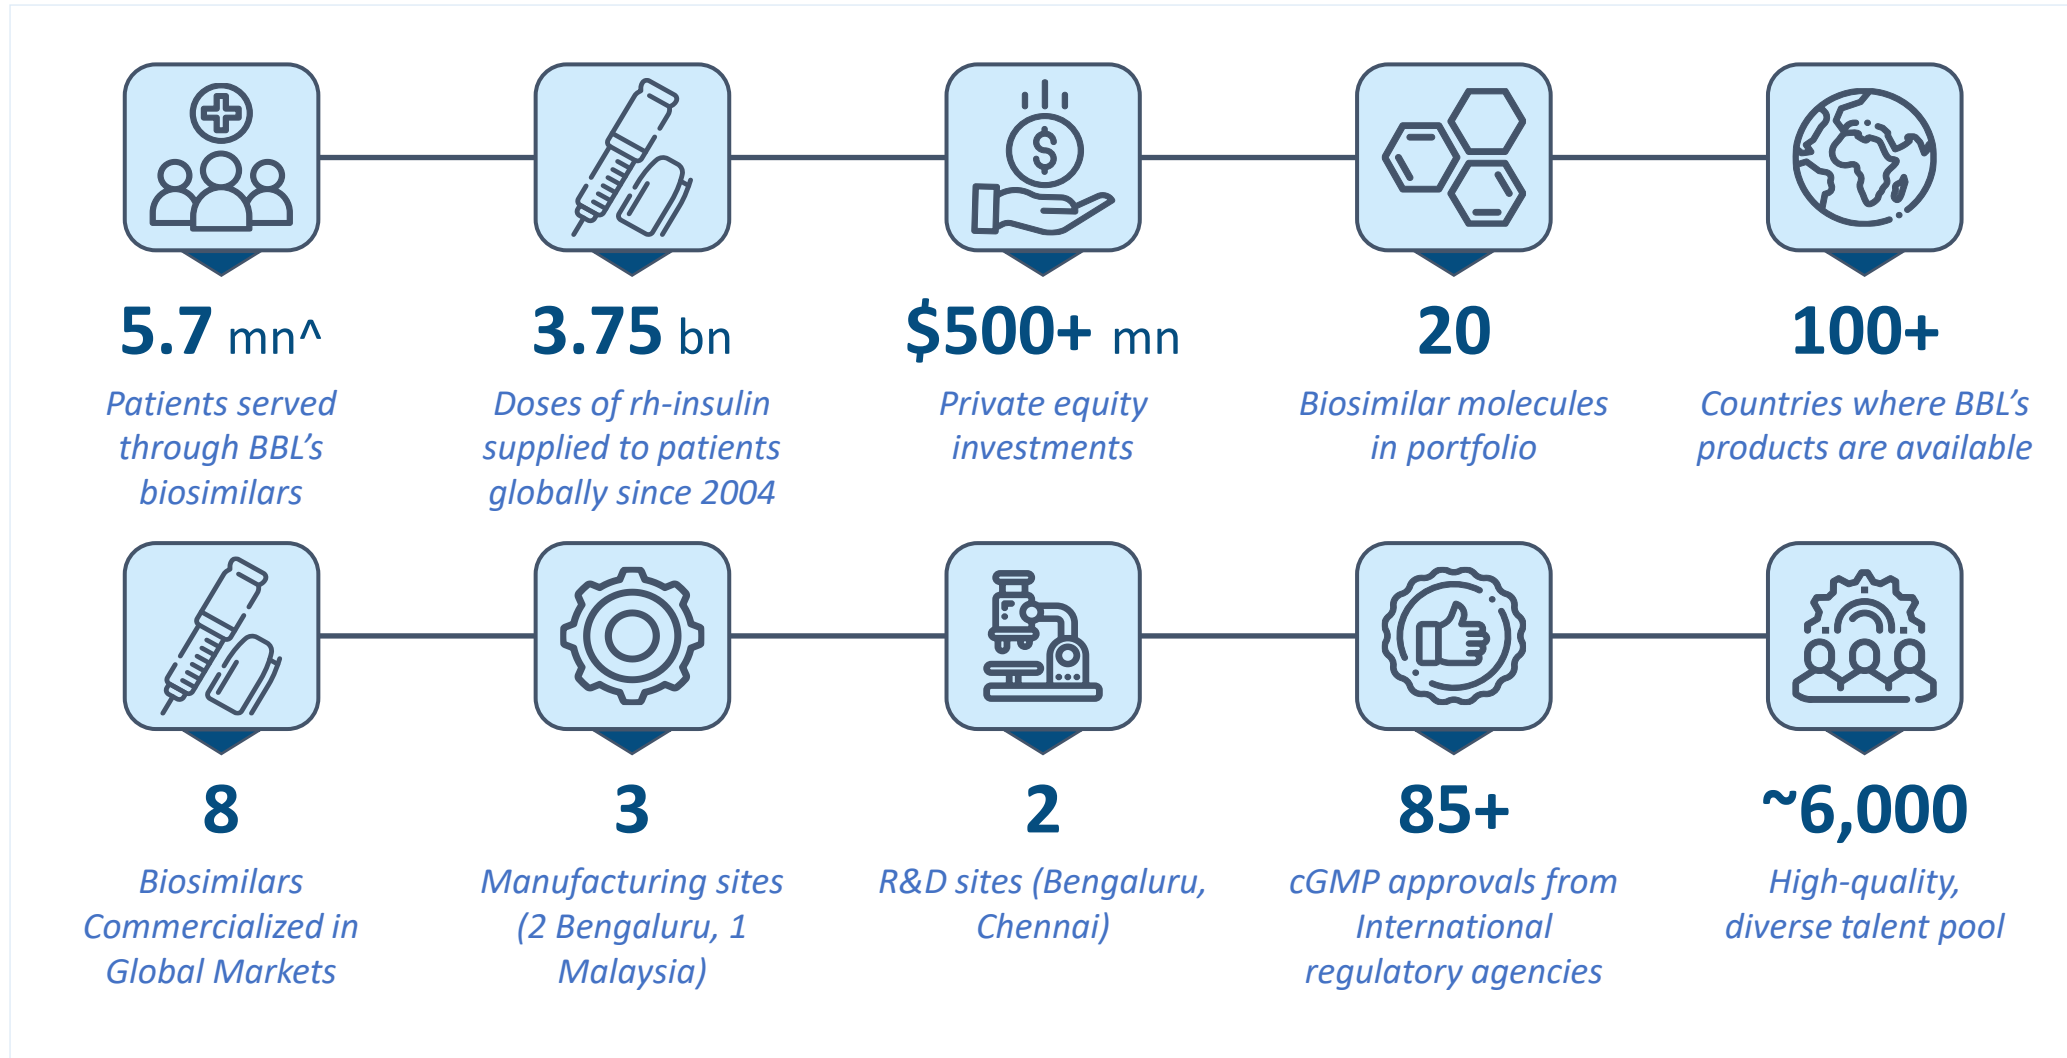 5.7 mn^
Patients served
through BBL’s
biosimilars
3.75 bn
Doses of rh-insulin
supplied to patients
globally since 2004
$500+ mn
Private equity
investments
20
Biosimilar molecules
in portfolio
100+
Countries where BBL’s
products are available
8
Biosimilars
Commercialized in
Global Markets
3
Manufacturing sites
(2 Bengaluru, 1
Malaysia)
2
R&D sites (Bengaluru,
Chennai)
85+
cGMP approvals from
International
regulatory agencies
~6,000
High-quality,
diverse talent pool